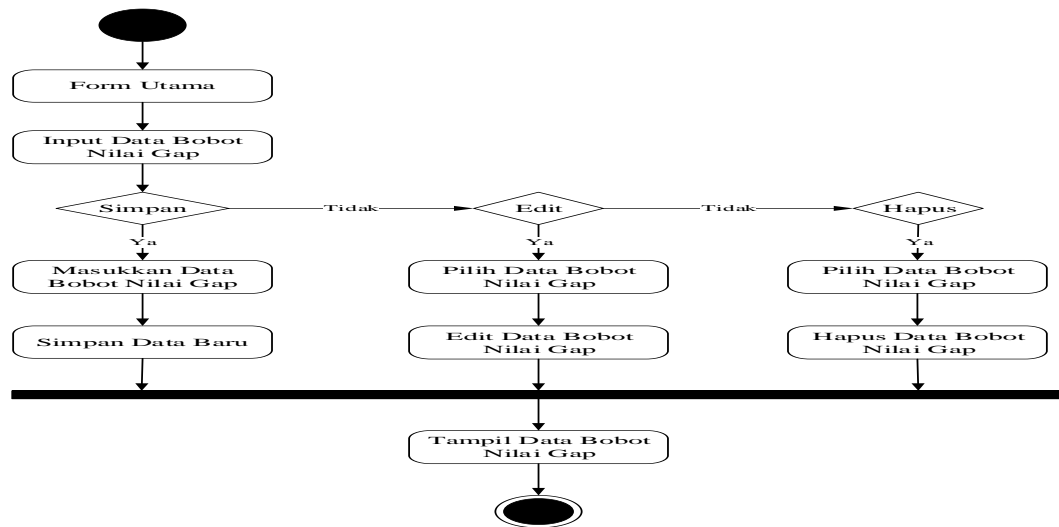 Form Utama
Input Data Bobot
Nilai Gap
Simpan
Tidak
Edit
Tidak
Hapus
Ya
Ya
Ya
Masukkan Data
Bobot Nilai Gap
Pilih Data Bobot
Nilai Gap
Pilih Data Bobot
Nilai Gap
Simpan Data Baru
Edit Data Bobot
Nilai Gap
Hapus Data Bobot
Nilai Gap
Tampil Data Bobot
Nilai Gap